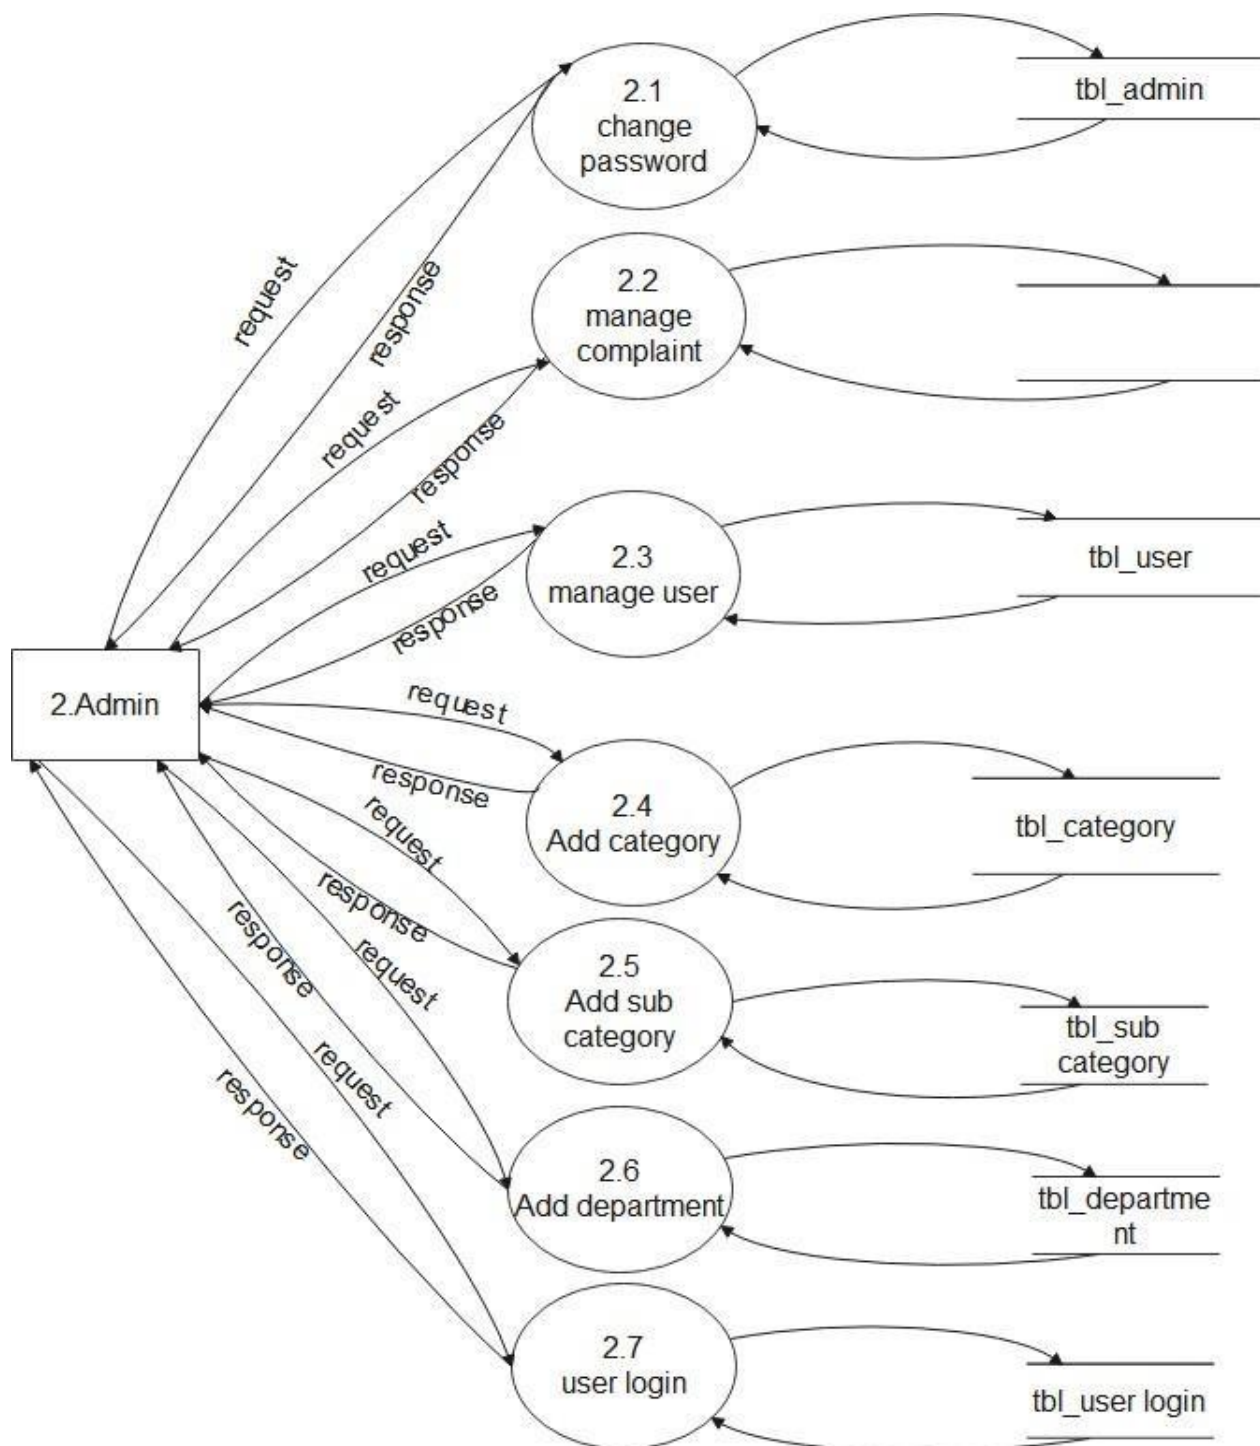 2.1
change
password
tbl_admin
request
response
2.2
manage
complaint
request
response
2.3
manage user
tbl_user
request
response
2.Admin
request
response
2.4
Add category
tbl_category
request
response
2.5
Add sub
category
tbl_sub
category
request
response
2.6
Add department
tbl_departme
nt
request
response
2.7
user login
tbl_user login